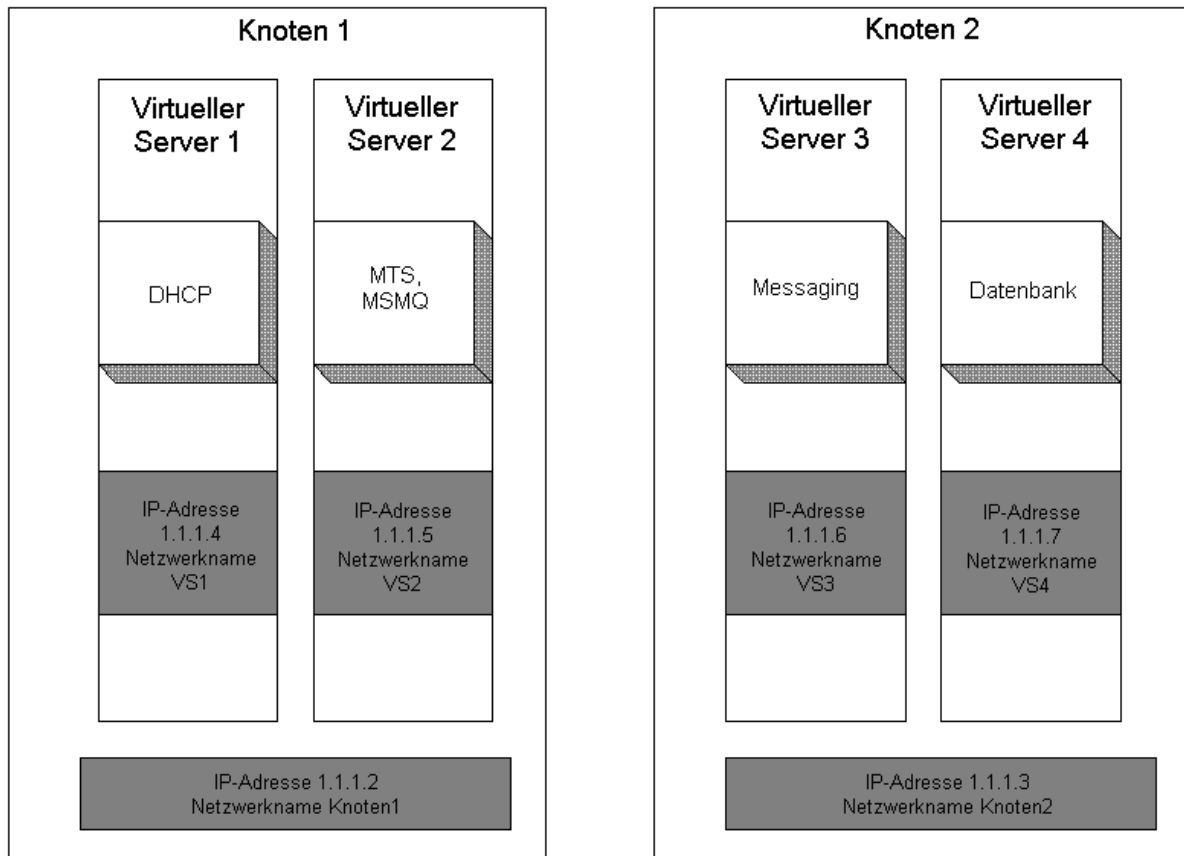 Knoten 1
Virtueller
Server 1
DHCP
IP-Adresse
1.1.1.4
Netzwerkname
VS1
Virtueller
Server 2
MTS,
MSMQ
IP-Adresse
1.1.1.5
Netzwerkname
VS2
IP-Adresse 1.1.1.2
Netzwerkname Knoten1
Knoten 2
Virtueller
Server 3
Messaging
IP-Adresse
1.1.1.6
Netzwerkname
VS3
Virtueller
Server 4
Datenbank
IP-Adresse
1.1.1.7
Netzwerkname
VS4
IP-Adresse 1.1.1.3
Netzwerkname Knoten2